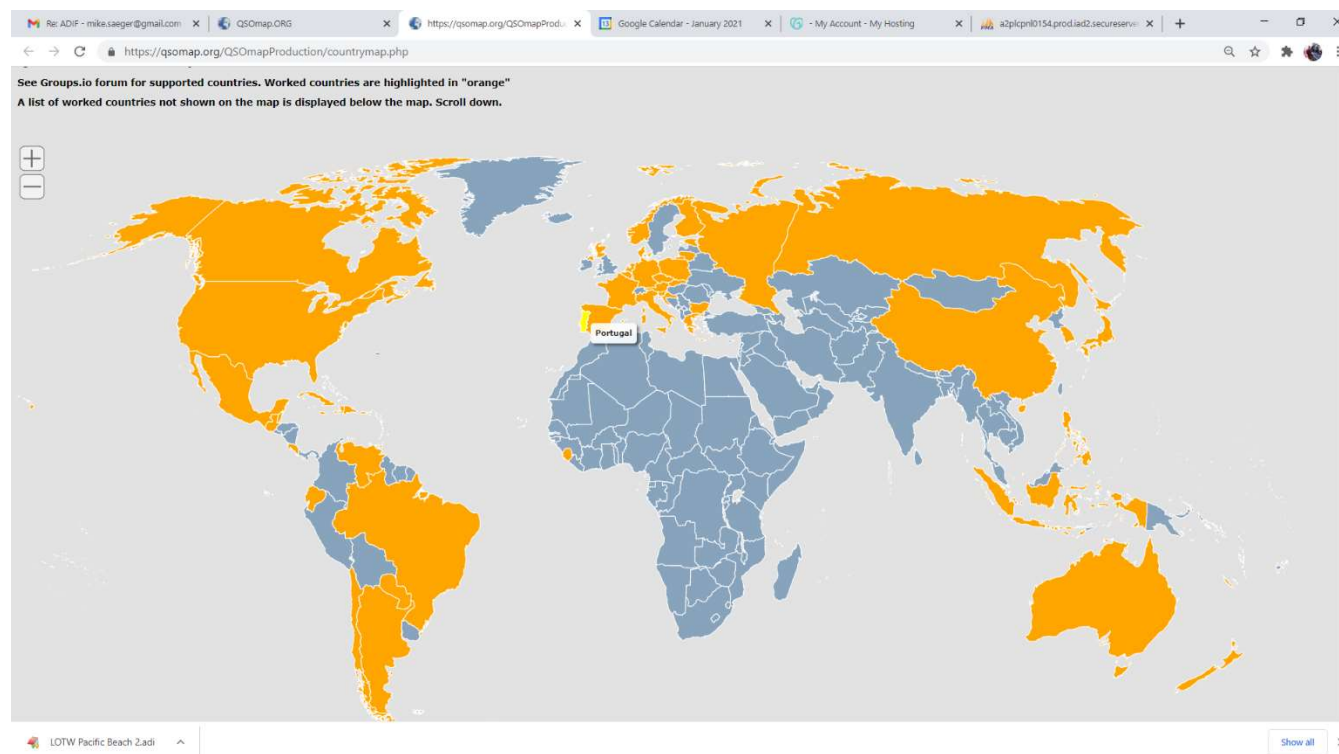 Re: ADIF - mike.saeger@gmail.com
QSOmap.ORG
https://qsomap.org/QSOmapProdu
Google Calendar - January 2021
- My Account - My Hosting
a2plcpnl0154.prod.iad2.secureserve
https://qsomap.org/QSOmapProduction/countrymap.php
See Groups.io forum for supported countries. Worked countries are highlighted in "orange"
A list of worked countries not shown on the map is displayed below the map. Scroll down.
Portugal
LOTW Pacific Beach 2.adi
Show all